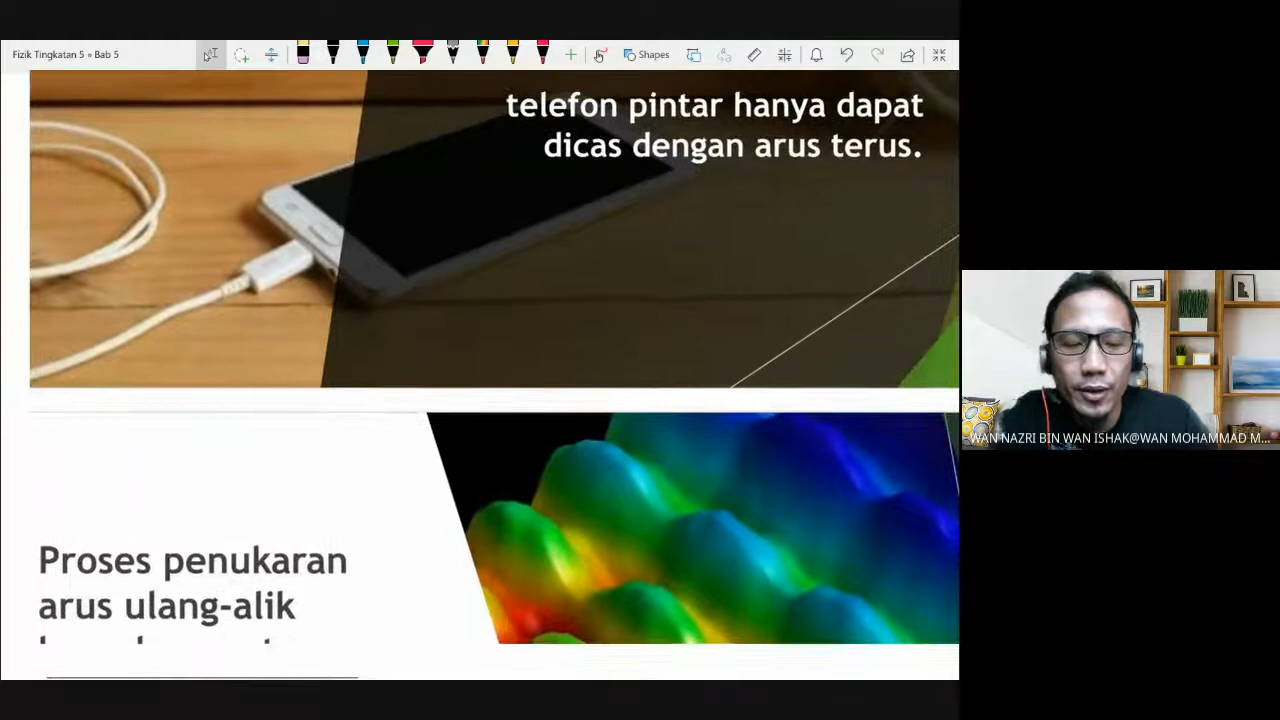 Fizik Tingkatan 5 » Bab 5
Shapes
telefon pintar hanya dapat
dicas dengan arus terus.
WAN NAZRI BIN WAN ISHAK@WAN MOHAMMAD M...
Proses penukaran
arus ulang-alik